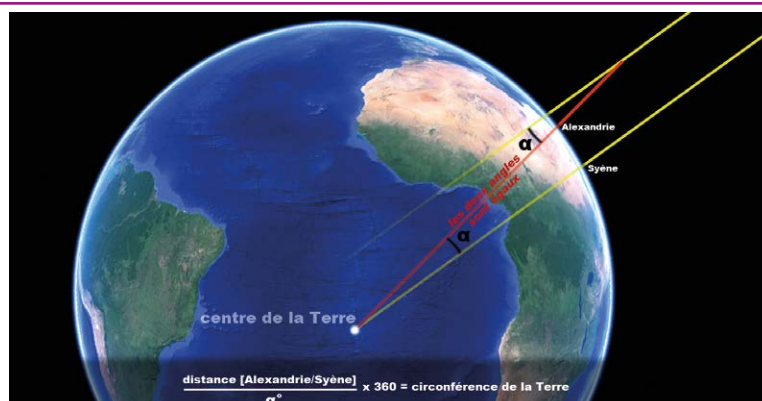 Alexandrie
α
Syène
les deux angles
sont égaux
α
centre de la Terre
distance [Alexandrie/Syène]
α° x 360 = circonférence de la Terre